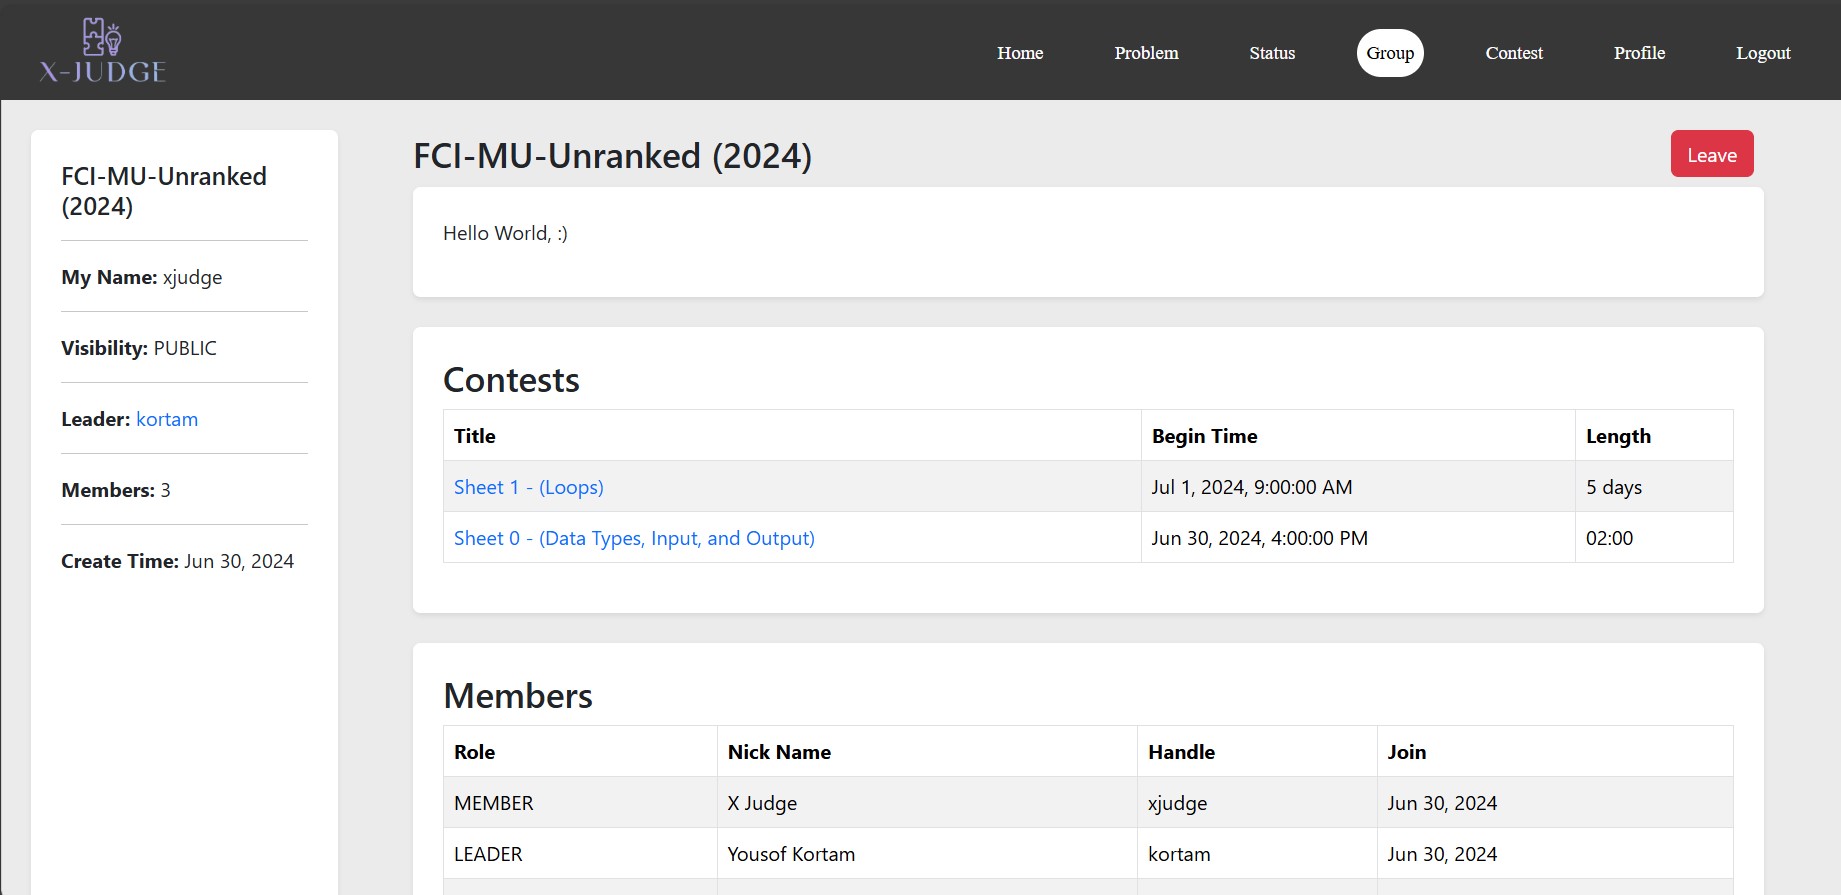 X-JUDGE
Home Problem Status Group Contest Profile Logout
FCI-MU-Unranked
(2024)
My Name: xjudge
Visibility: PUBLIC
Leader: kortam
Members: 3
Create Time: Jun 30, 2024
FCI-MU-Unranked (2024)
Leave
Hello World, :)
Contests
Title Begin Time Length
Sheet 1 - (Loops) Jul 1, 2024, 9:00:00 AM 5 days
Sheet 0 - (Data Types, Input, and Output) Jun 30, 2024, 4:00:00 PM 02:00
Members
Role Nick Name Handle Join
MEMBER X Judge xjudge Jun 30, 2024
LEADER Yousof Kortam kortam Jun 30, 2024